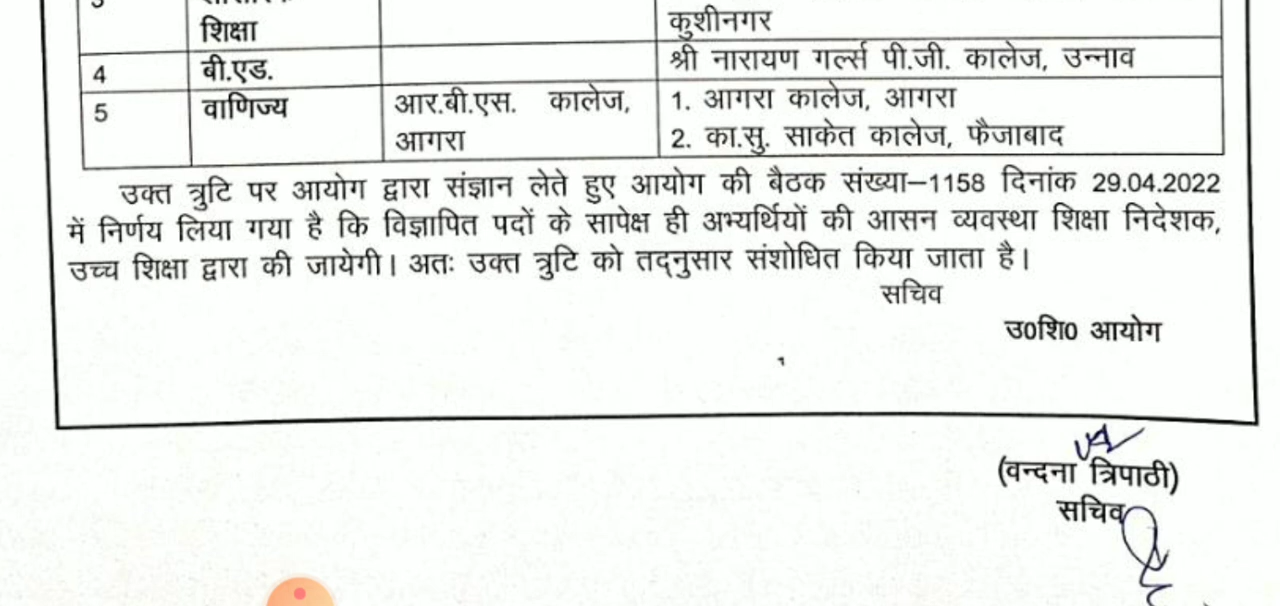 शिक्षा
कुशीनगर
4 बी.एड. श्री नारायण गर्ल्स पी.जी. कालेज, उन्नाव
5 वाणिज्य आर.बी.एस. कालेज, 1. आगरा कालेज, आगरा
आगरा 2. का.सु. साकेत कालेज, फैजाबाद
उक्त त्रुटि पर आयोग द्वारा संज्ञान लेते हुए आयोग की बैठक संख्या–1158 दिनांक 29.04.2022
में निर्णय लिया गया है कि विज्ञापित पदों के सापेक्ष ही अभ्यर्थियों की आसन व्यवस्था शिक्षा निदेशक,
उच्च शिक्षा द्वारा की जायेगी। अतः उक्त त्रुटि को तद्नुसार संशोधित किया जाता है।
सचिव
उ0शि0 आयोग
(वन्दना त्रिपाठी)
सचिव